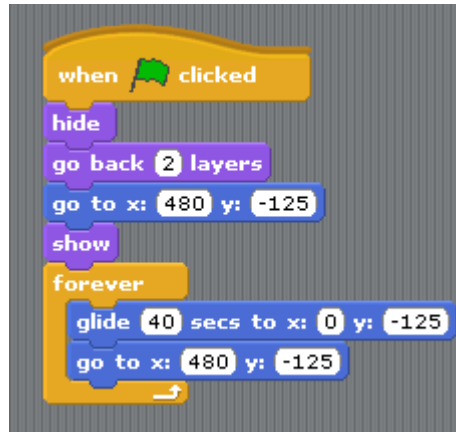 when clicked
hide
go back 2 layers
go to x: 480 y: -125
show
forever
glide 40 secs to x: 0 y: -125
go to x: 480 y: -125